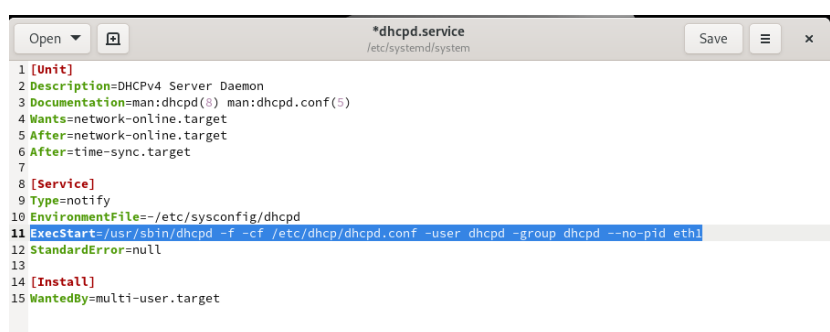 Open
*dhcpd.service
/etc/systemd/system
Save
1 [Unit]
2 Description=DHCPv4 Server Daemon
3 Documentation=man:dhcpd(8) man:dhcpd.conf(5)
4 Wants=network-online.target
5 After=network-online.target
6 After=time-sync.target
7
8 [Service]
9 Type=notify
10 EnvironmentFile=-/etc/sysconfig/dhcpd
11 ExecStart=/usr/sbin/dhcpd -f -cf /etc/dhcp/dhcpd.conf -user dhcpd -group dhcpd --no-pid eth1
12 StandardError=null
13
14 [Install]
15 WantedBy=multi-user.target